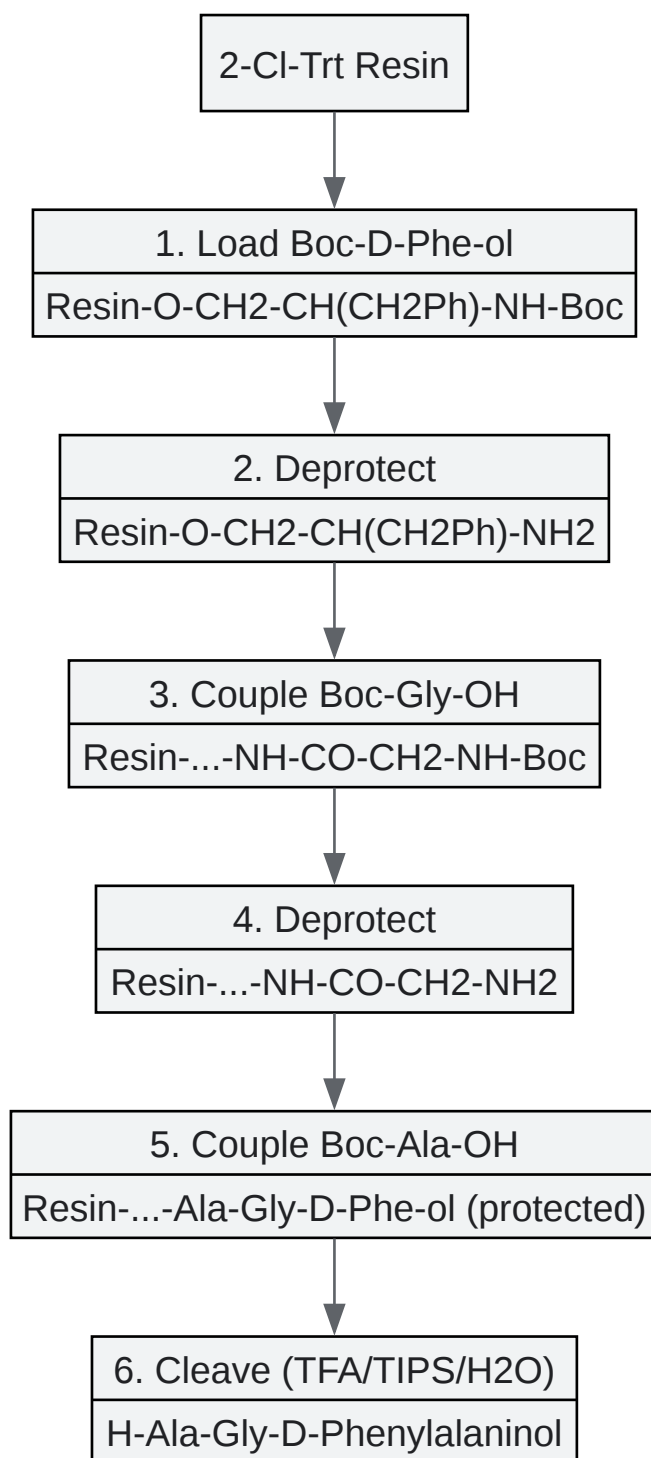 2-Cl-Trt Resin
1. Load Boc-D-Phe-ol
Resin-O-CH2-CH(CH2Ph)-NH-Boc
2. Deprotect
Resin-O-CH2-CH(CH2Ph)-NH2
3. Couple Boc-Gly-OH
Resin-...-NH-CO-CH2-NH-Boc
4. Deprotect
Resin-...-NH-CO-CH2-NH2
5. Couple Boc-Ala-OH
Resin-...-Ala-Gly-D-Phe-ol (protected)
6. Cleave (TFA/TIPS/H2O)
H-Ala-Gly-D-Phenylalaninol